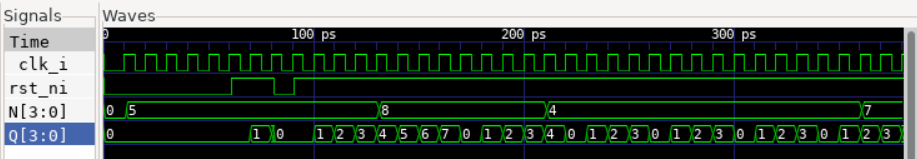 Signals Waves
Time 0 100 ps 200 ps 300 ps
clk_i
rst_ni
N[3:0] 0 5 8 4 7
Q[3:0] 0 1 0 1 2 3 4 5 6 7 0 1 2 3 4 0 1 2 3 0 1 2 3 0 1 2 3 0 1 2 3